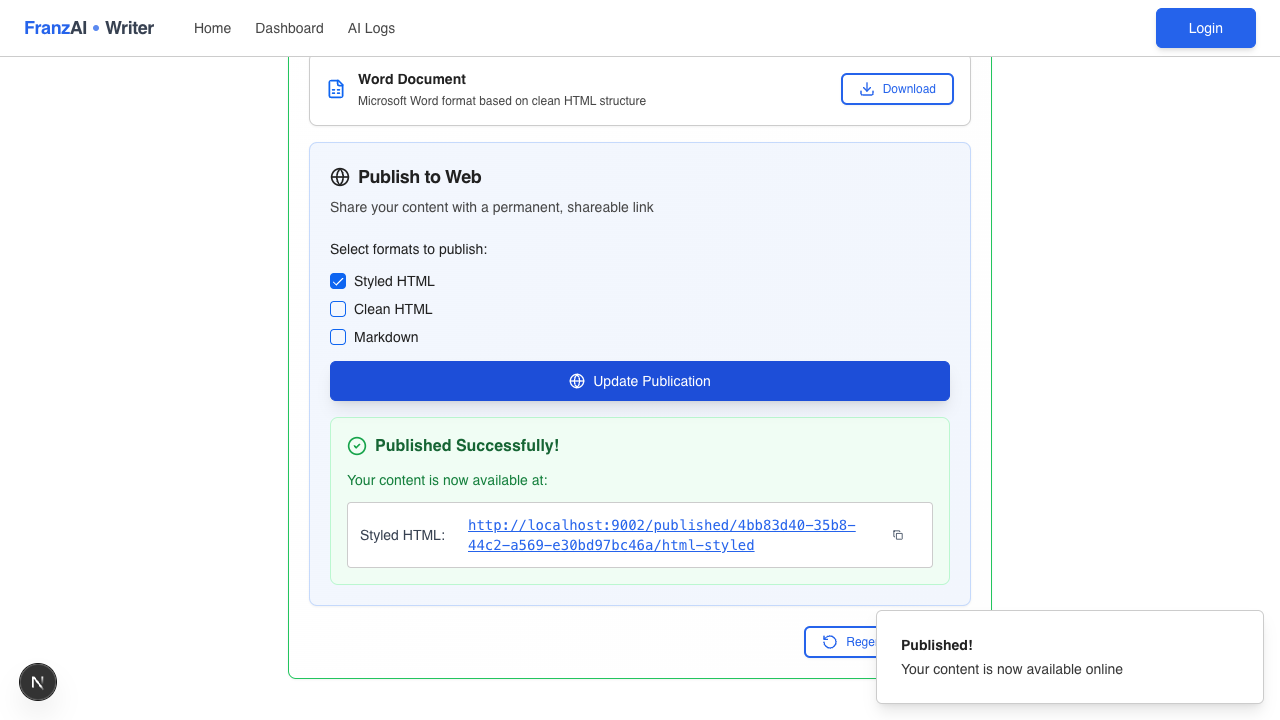 FranzAI • Writer
Home
Dashboard
AI Logs
Login
Word Document
Microsoft Word format based on clean HTML structure
Download
Publish to Web
Share your content with a permanent, shareable link
Select formats to publish:
Styled HTML
Clean HTML
Markdown
Update Publication
Published Successfully!
Your content is now available at:
Styled HTML:
http://localhost:9002/published/4bb83d40-35b8-
44c2-a569-e30bd97bc46a/html-styled
Published!
Your content is now available online
N